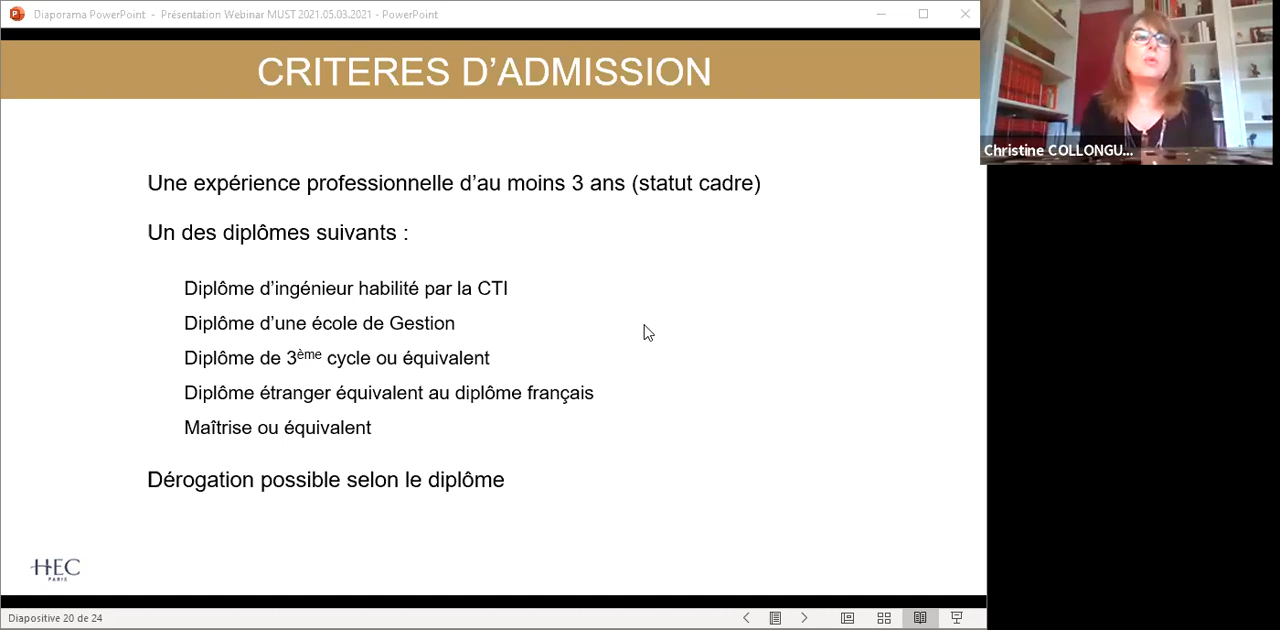 Diaporama PowerPoint - Présentation Webinar MUST 2021.05.03.2021 - PowerPoint
CRITERES D'ADMISSION
Christine COLLONGU...
Une expérience professionnelle d'au moins 3 ans (statut cadre)
Un des diplômes suivants :
Diplôme d'ingénieur habilité par la CTI
Diplôme d'une école de Gestion
Diplôme de 3ème cycle ou équivalent
Diplôme étranger équivalent au diplôme français
Maîtrise ou équivalent
Dérogation possible selon le diplôme
HEC
PARIS
Diapositive 20 de 24